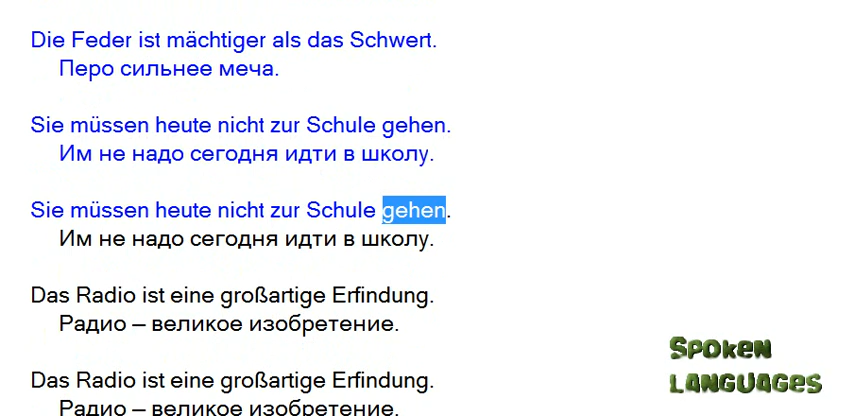 Die Feder ist mächtiger als das Schwert.
Перо сильнее меча.
Sie müssen heute nicht zur Schule gehen.
Им не надо сегодня идти в школу.
Sie müssen heute nicht zur Schule gehen.
Им не надо сегодня идти в школу.
Das Radio ist eine großartige Erfindung.
Радио – великое изобретение.
Das Radio ist eine großartige Erfindung.
Радио – великое изобретение.
SPOKEN
LANGUAGES